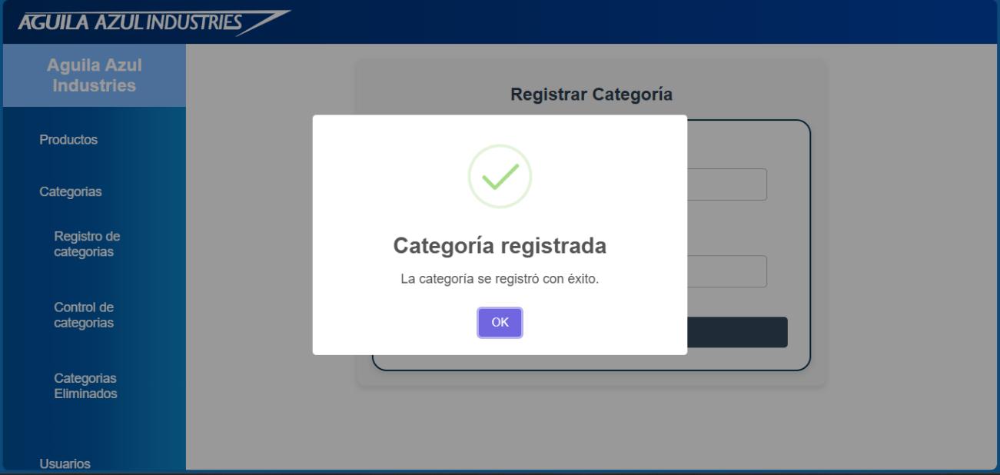 AGUILA AZUL INDUSTRIES
Aguila Azul
Industries
Productos
Categorias
Registro de
categorias
Control de
categorias
Categorias
Eliminados
Usuarios
Registrar Categoría
Categoría registrada
La categoría se registró con éxito.
OK